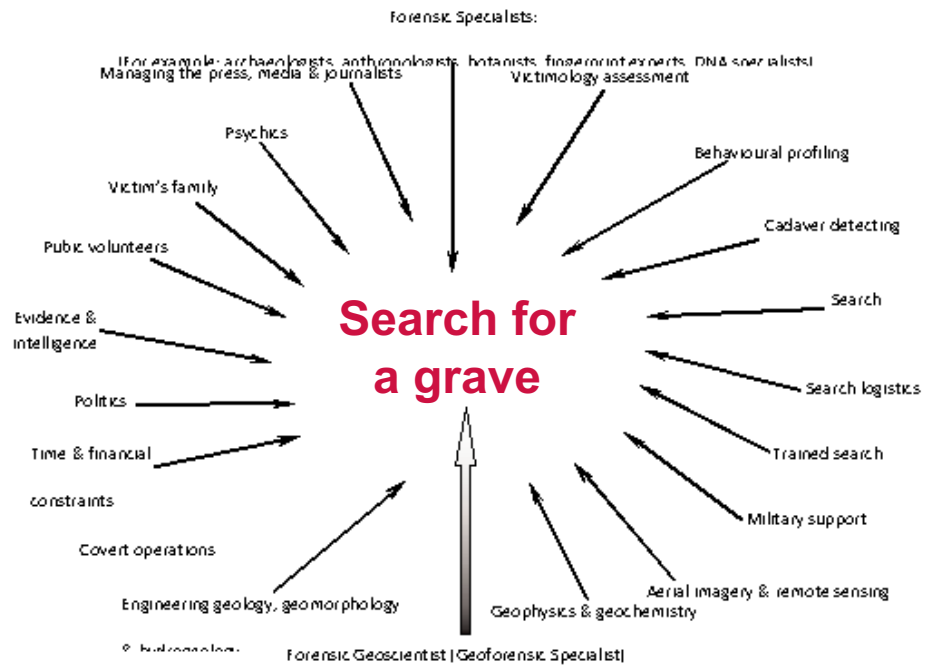 Forensic Specialists:
(For example: archaeologists, anthropologists, botanists, fingerprint experts, DNA specialists)
Managing the press, media & journalists
Victimology assessment
Psychics
Behavioural profiling
Victim's family
Cadaver detecting
Pubic volunteers
Search
Evidence &
intelligence
Search for
a grave
Search logistics
Politics
Time & financial
constraints
Trained search
Military support
Covert operations
Aerial imagery & remote sensing
Engineering geology, geomorphology
& hydrogeology
Geophysics & geochemistry
Forensic Geoscientist (Geoforensic Specialist)